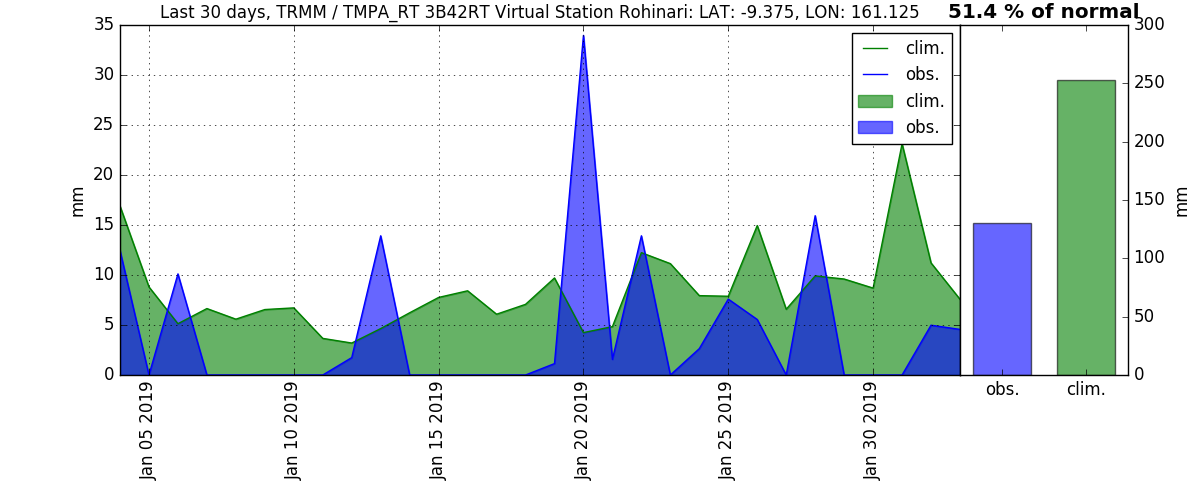 Last 30 days, TRMM / TMPA_RT 3B42RT Virtual Station Rohinari: LAT: -9.375, LON: 161.125
51.4 % of normal
35
30
25
20
15
10
5
0
mm
clim.
obs.
clim.
obs.
300
250
200
150
100
50
0
mm
obs.
clim.
Jan 05 2019
Jan 10 2019
Jan 15 2019
Jan 20 2019
Jan 25 2019
Jan 30 2019